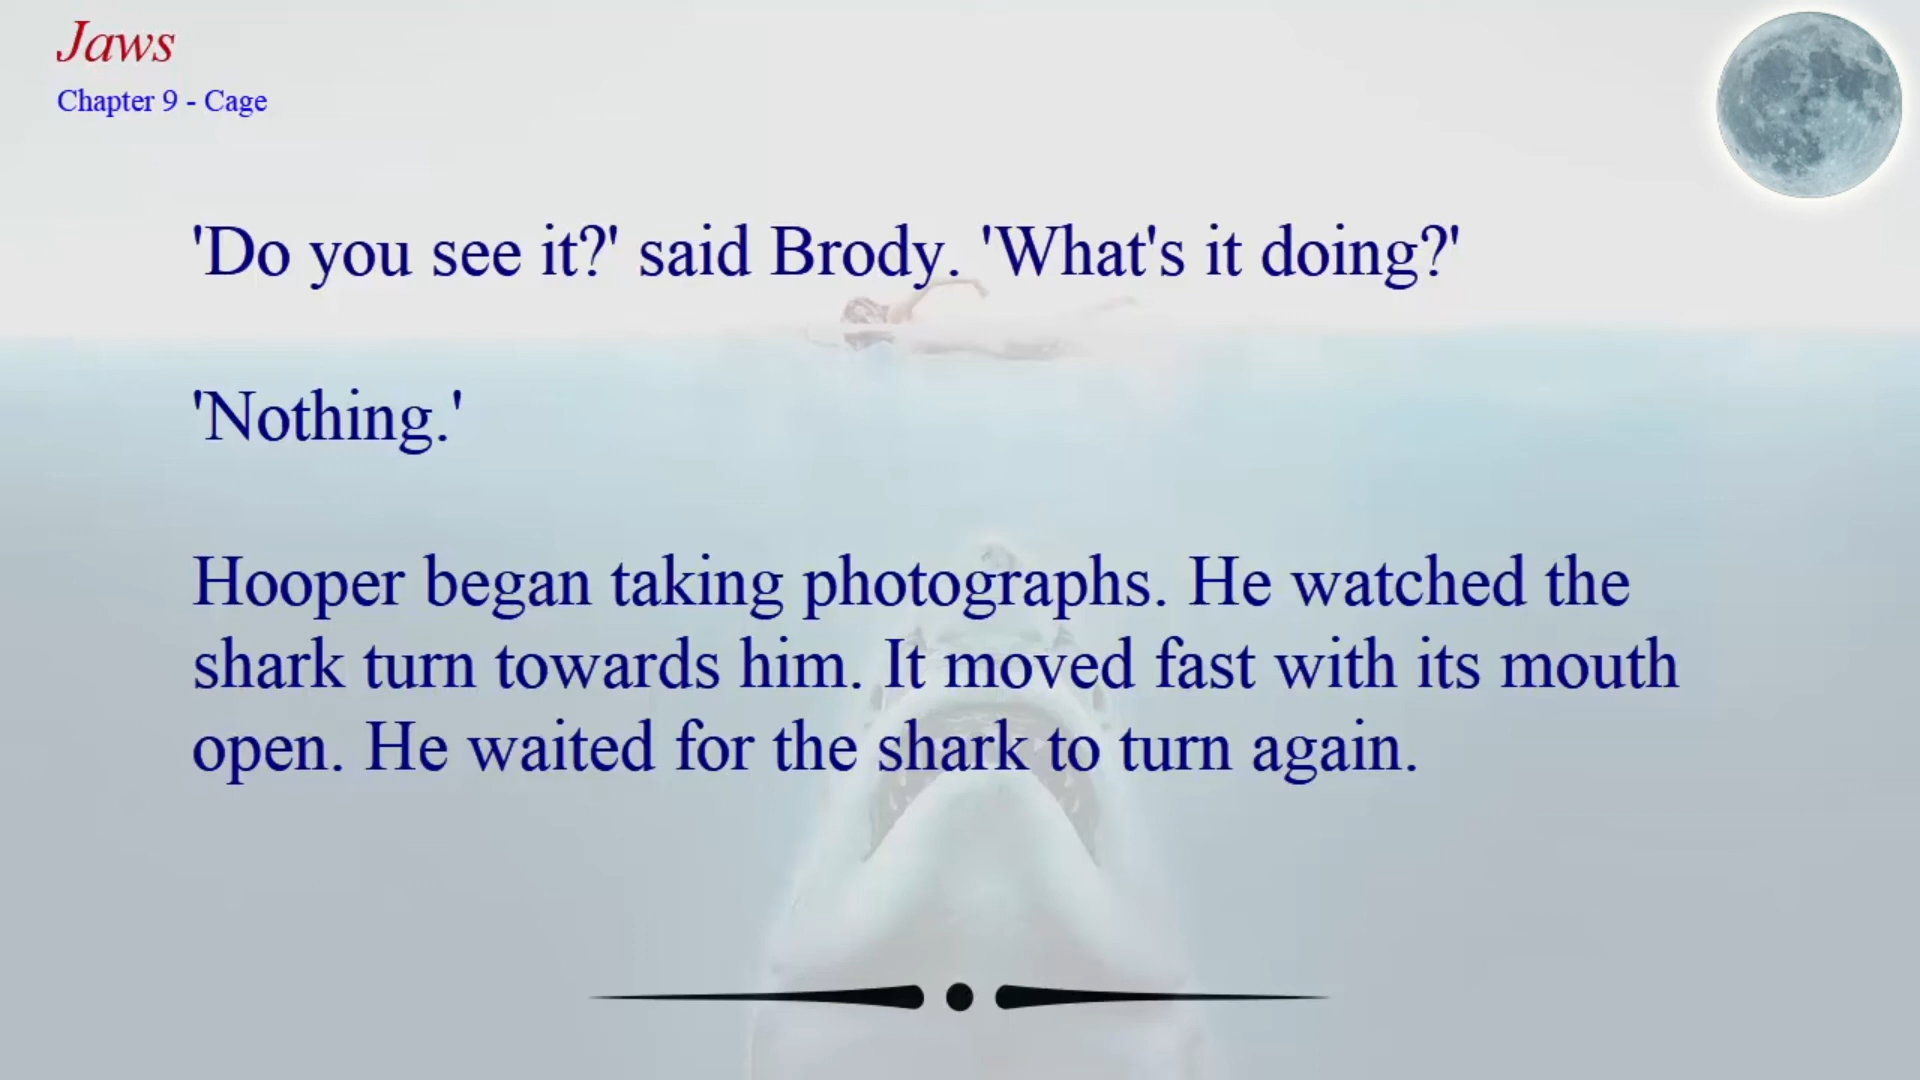 Jaws
Chapter 9 - Cage
'Do you see it?' said Brody. 'What's it doing?'
'Nothing.'
Hooper began taking photographs. He watched the
shark turn towards him. It moved fast with its mouth
open. He waited for the shark to turn again.